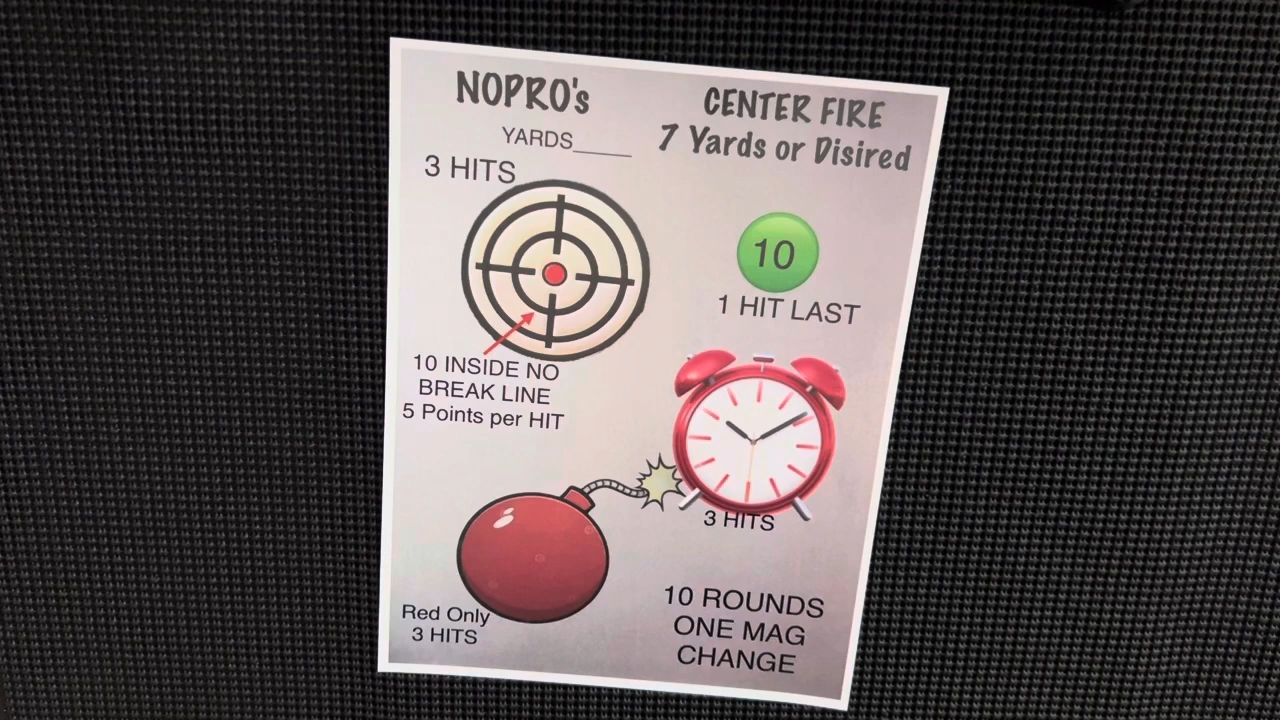 NOPRO's
YARDS_____
3 HITS
10 INSIDE NO
BREAK LINE
5 Points per HIT
Red Only
3 HITS
CENTER FIRE
7 Yards or Disired
10
1 HIT LAST
3 HITS
10 ROUNDS
ONE MAG
CHANGE